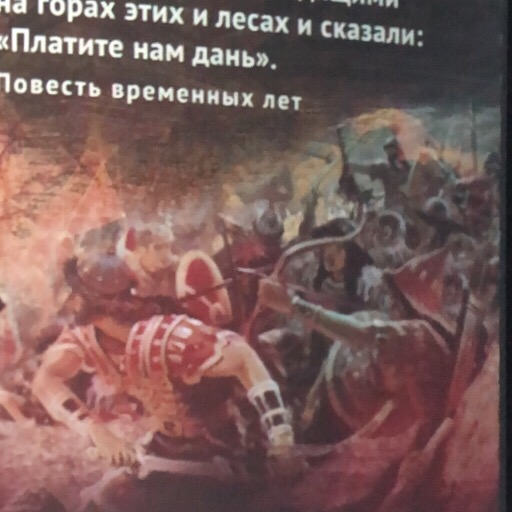 на горах этих и лесах и сказали:
«Платите нам дань».
Повесть временных лет